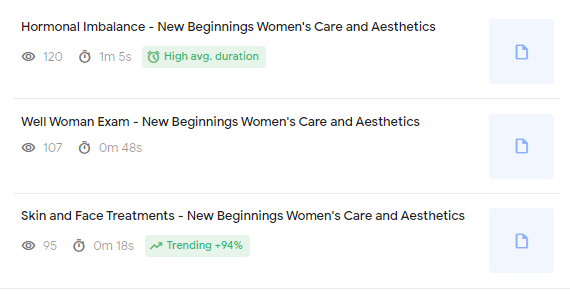 Hormonal Imbalance - New Beginnings Women's Care and Aesthetics
120 1m 5s High avg. duration
Well Woman Exam - New Beginnings Women's Care and Aesthetics
107 0m 48s
Skin and Face Treatments - New Beginnings Women's Care and Aesthetics
95 0m 18s Trending +94%